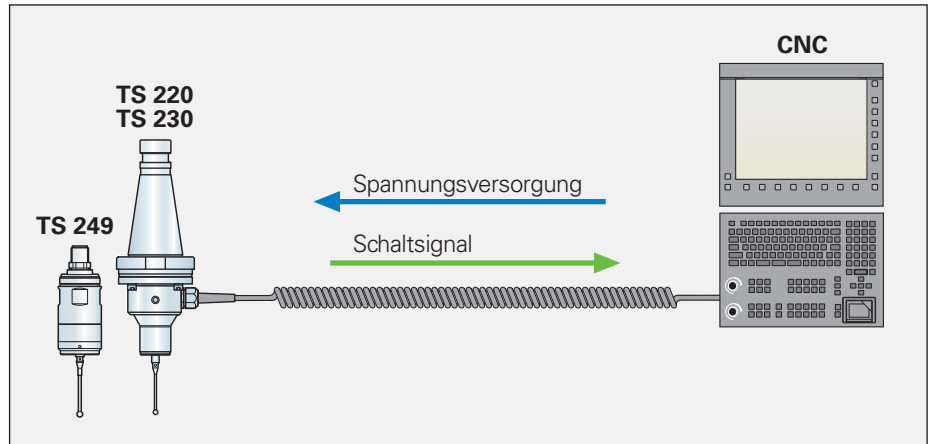 CNC
TS 220
TS 230
Spannungsversorgung
TS 249
Schaltsignal